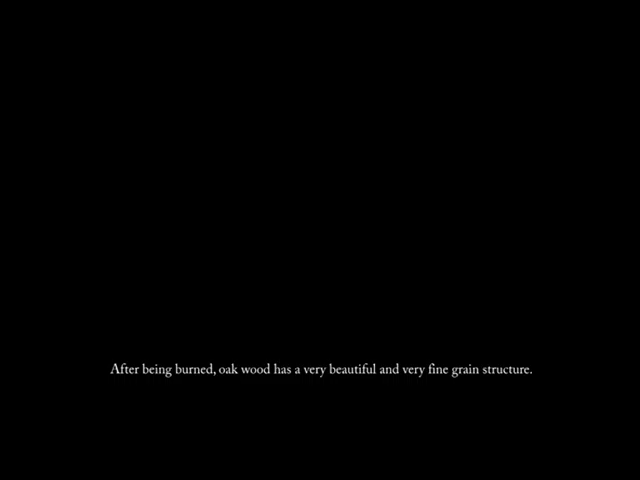 After being burned, oak wood has a very beautiful and very fine grain structure.